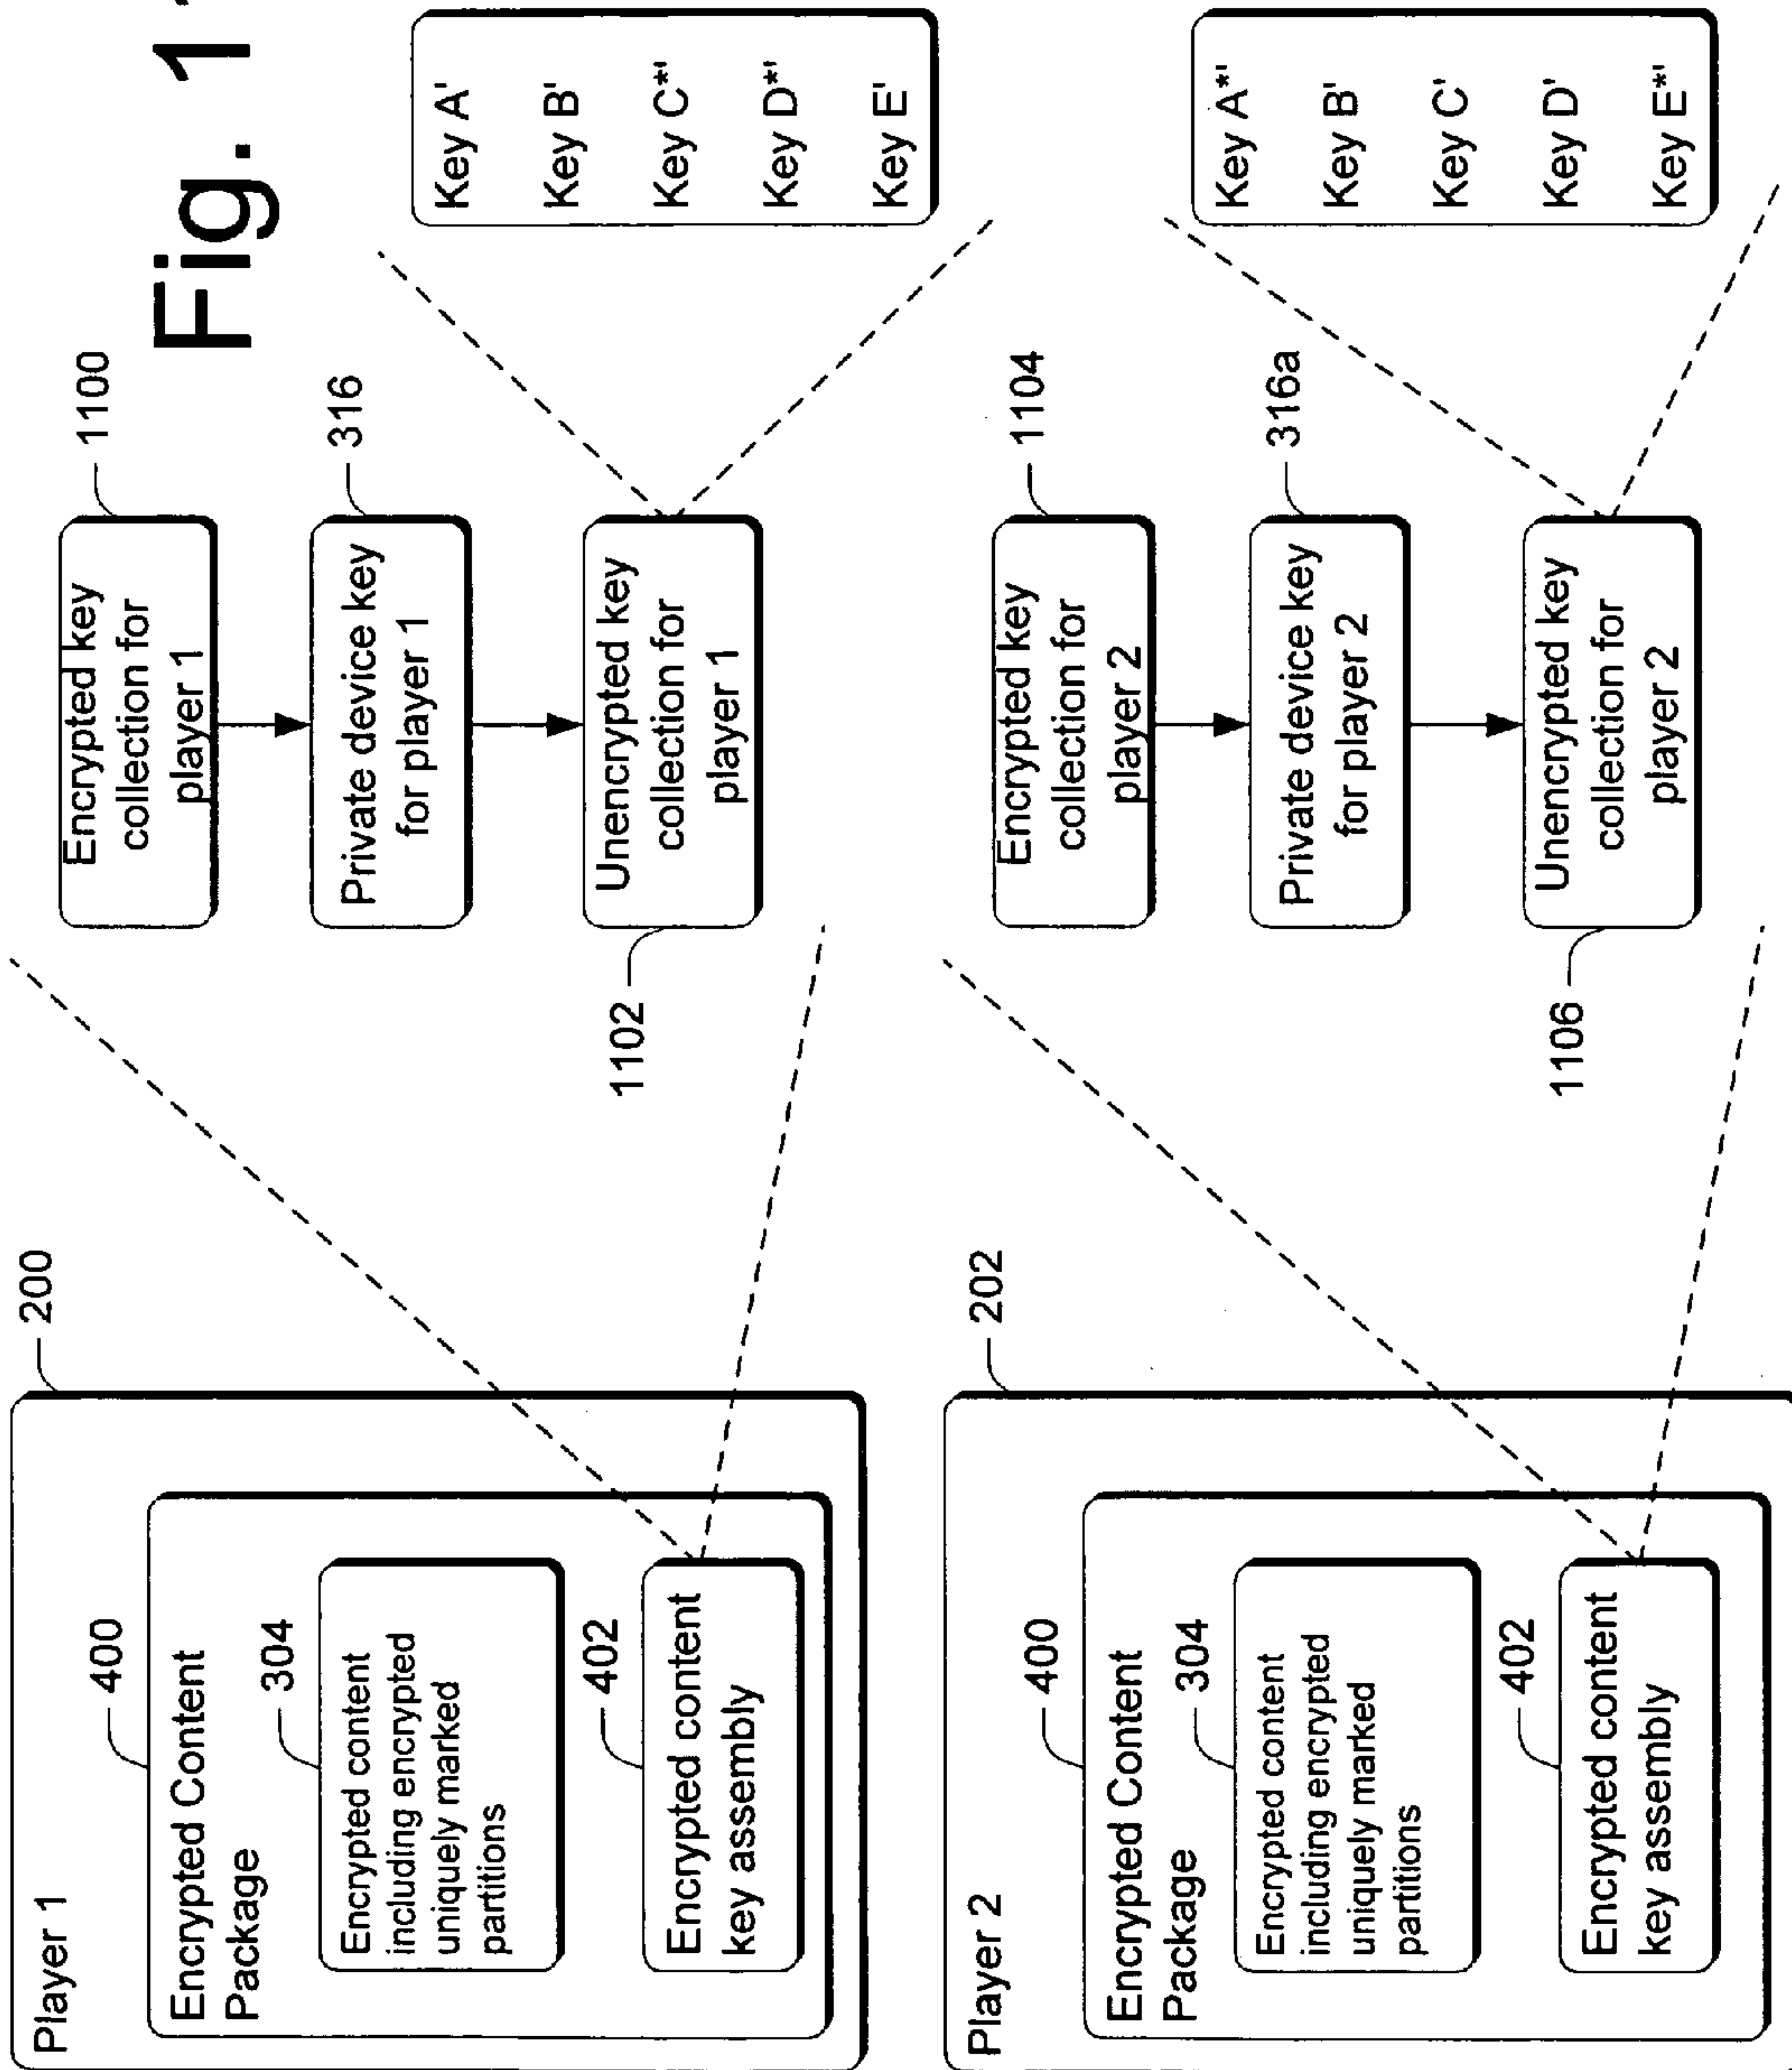 Fig. 1
Player 1
200
400
Encrypted Content
Package
304
Encrypted content
including encrypted
uniquely marked
partitions
402
Encrypted content
key assembly
1100
Encrypted key
collection for
player 1
316
Private device key
for player 1
1102
Unencrypted key
collection for
player 1
Key A'
Key B'
Key C*'
Key D*'
Key E'
Player 2
202
400
Encrypted Content
Package
304
Encrypted content
including encrypted
uniquely marked
partitions
402
Encrypted content
key assembly
1104
Encrypted key
collection for
player 2
316a
Private device key
for player 2
1106
Unencrypted key
collection for
player 2
Key A*'
Key B'
Key C'
Key D'
Key E*'